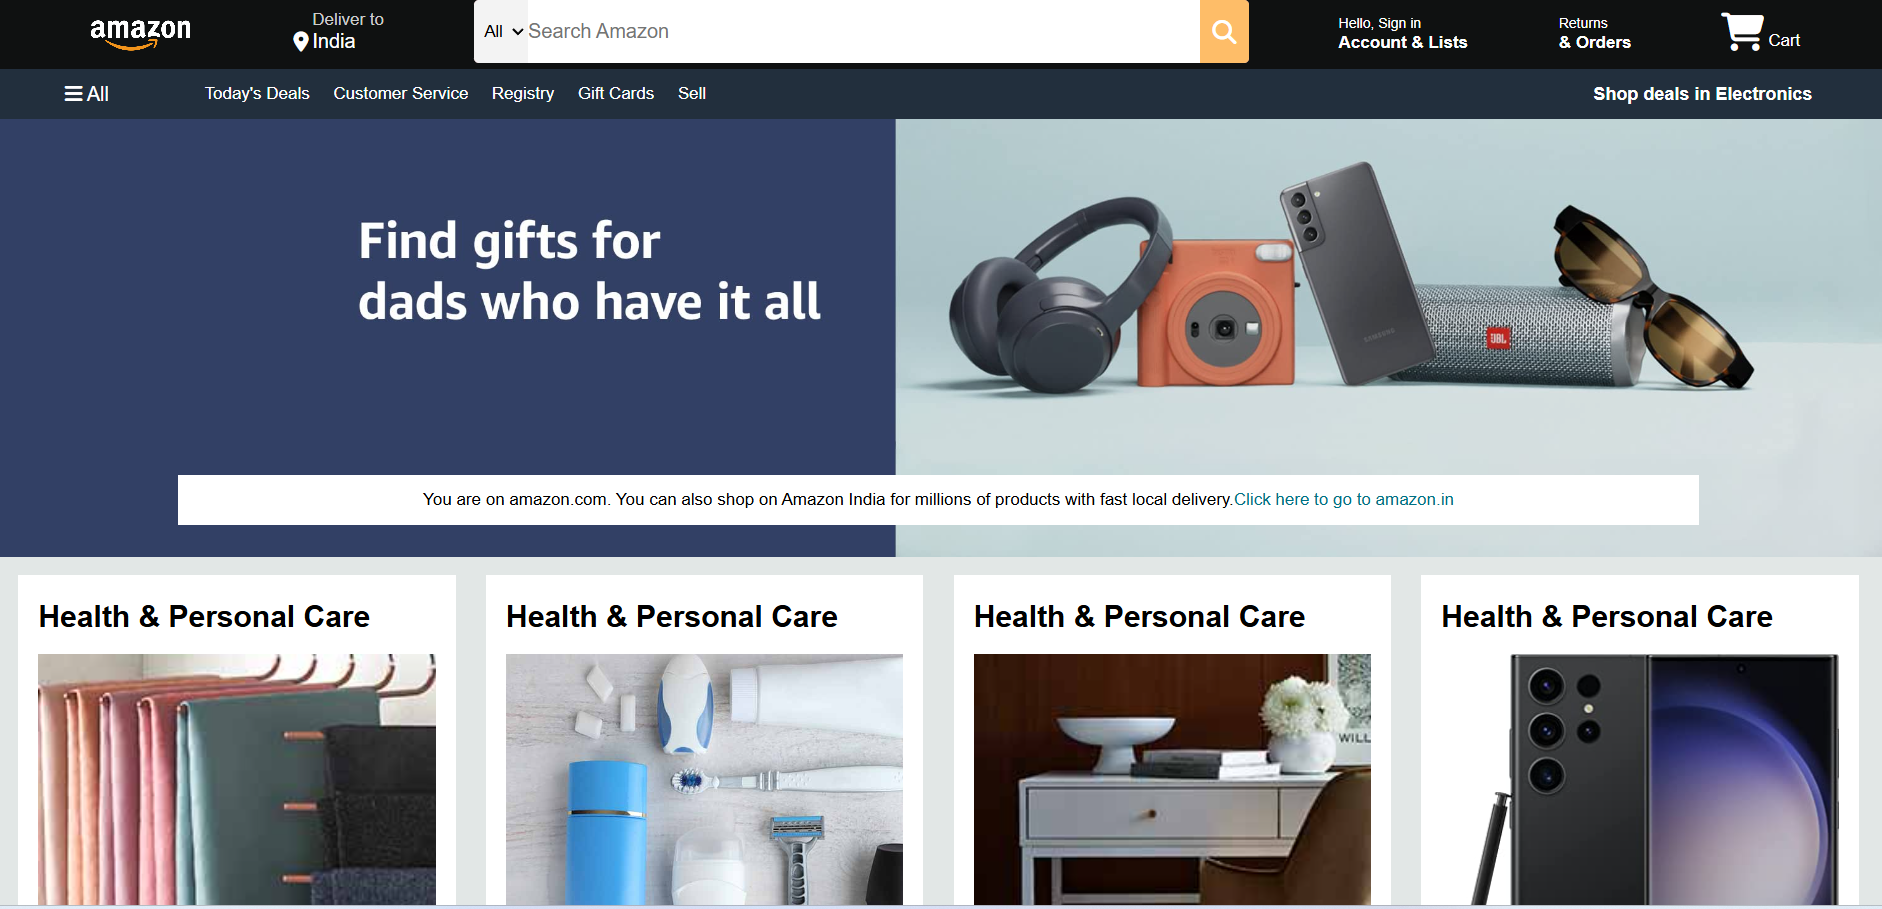 amazon
Deliver to
India
All
Search Amazon
Hello, Sign in
Account & Lists
Returns
& Orders
Cart
All
Today's Deals
Customer Service
Registry
Gift Cards
Sell
Shop deals in Electronics
Find gifts for
dads who have it all
SAMSUNG
JBL
You are on amazon.com. You can also shop on Amazon India for millions of products with fast local delivery.Click here to go to amazon.in
Health & Personal Care
Health & Personal Care
Health & Personal Care
Health & Personal Care
WILL